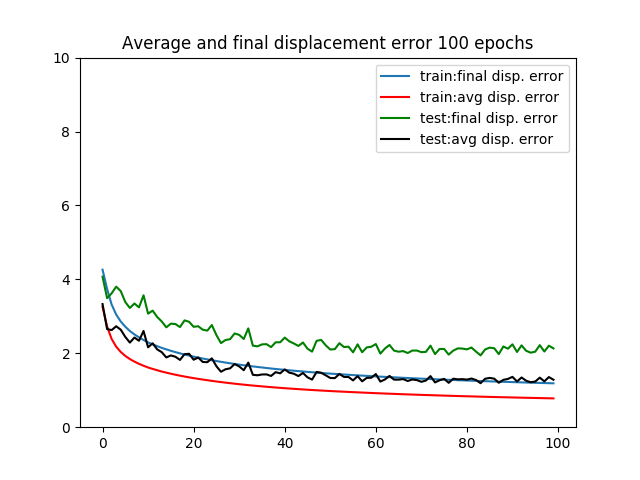 Average and final displacement error 100 epochs
train:final disp. error
train:avg disp. error
test:final disp. error
test:avg disp. error
10
8
6
4
2
0
0 20 40 60 80 100